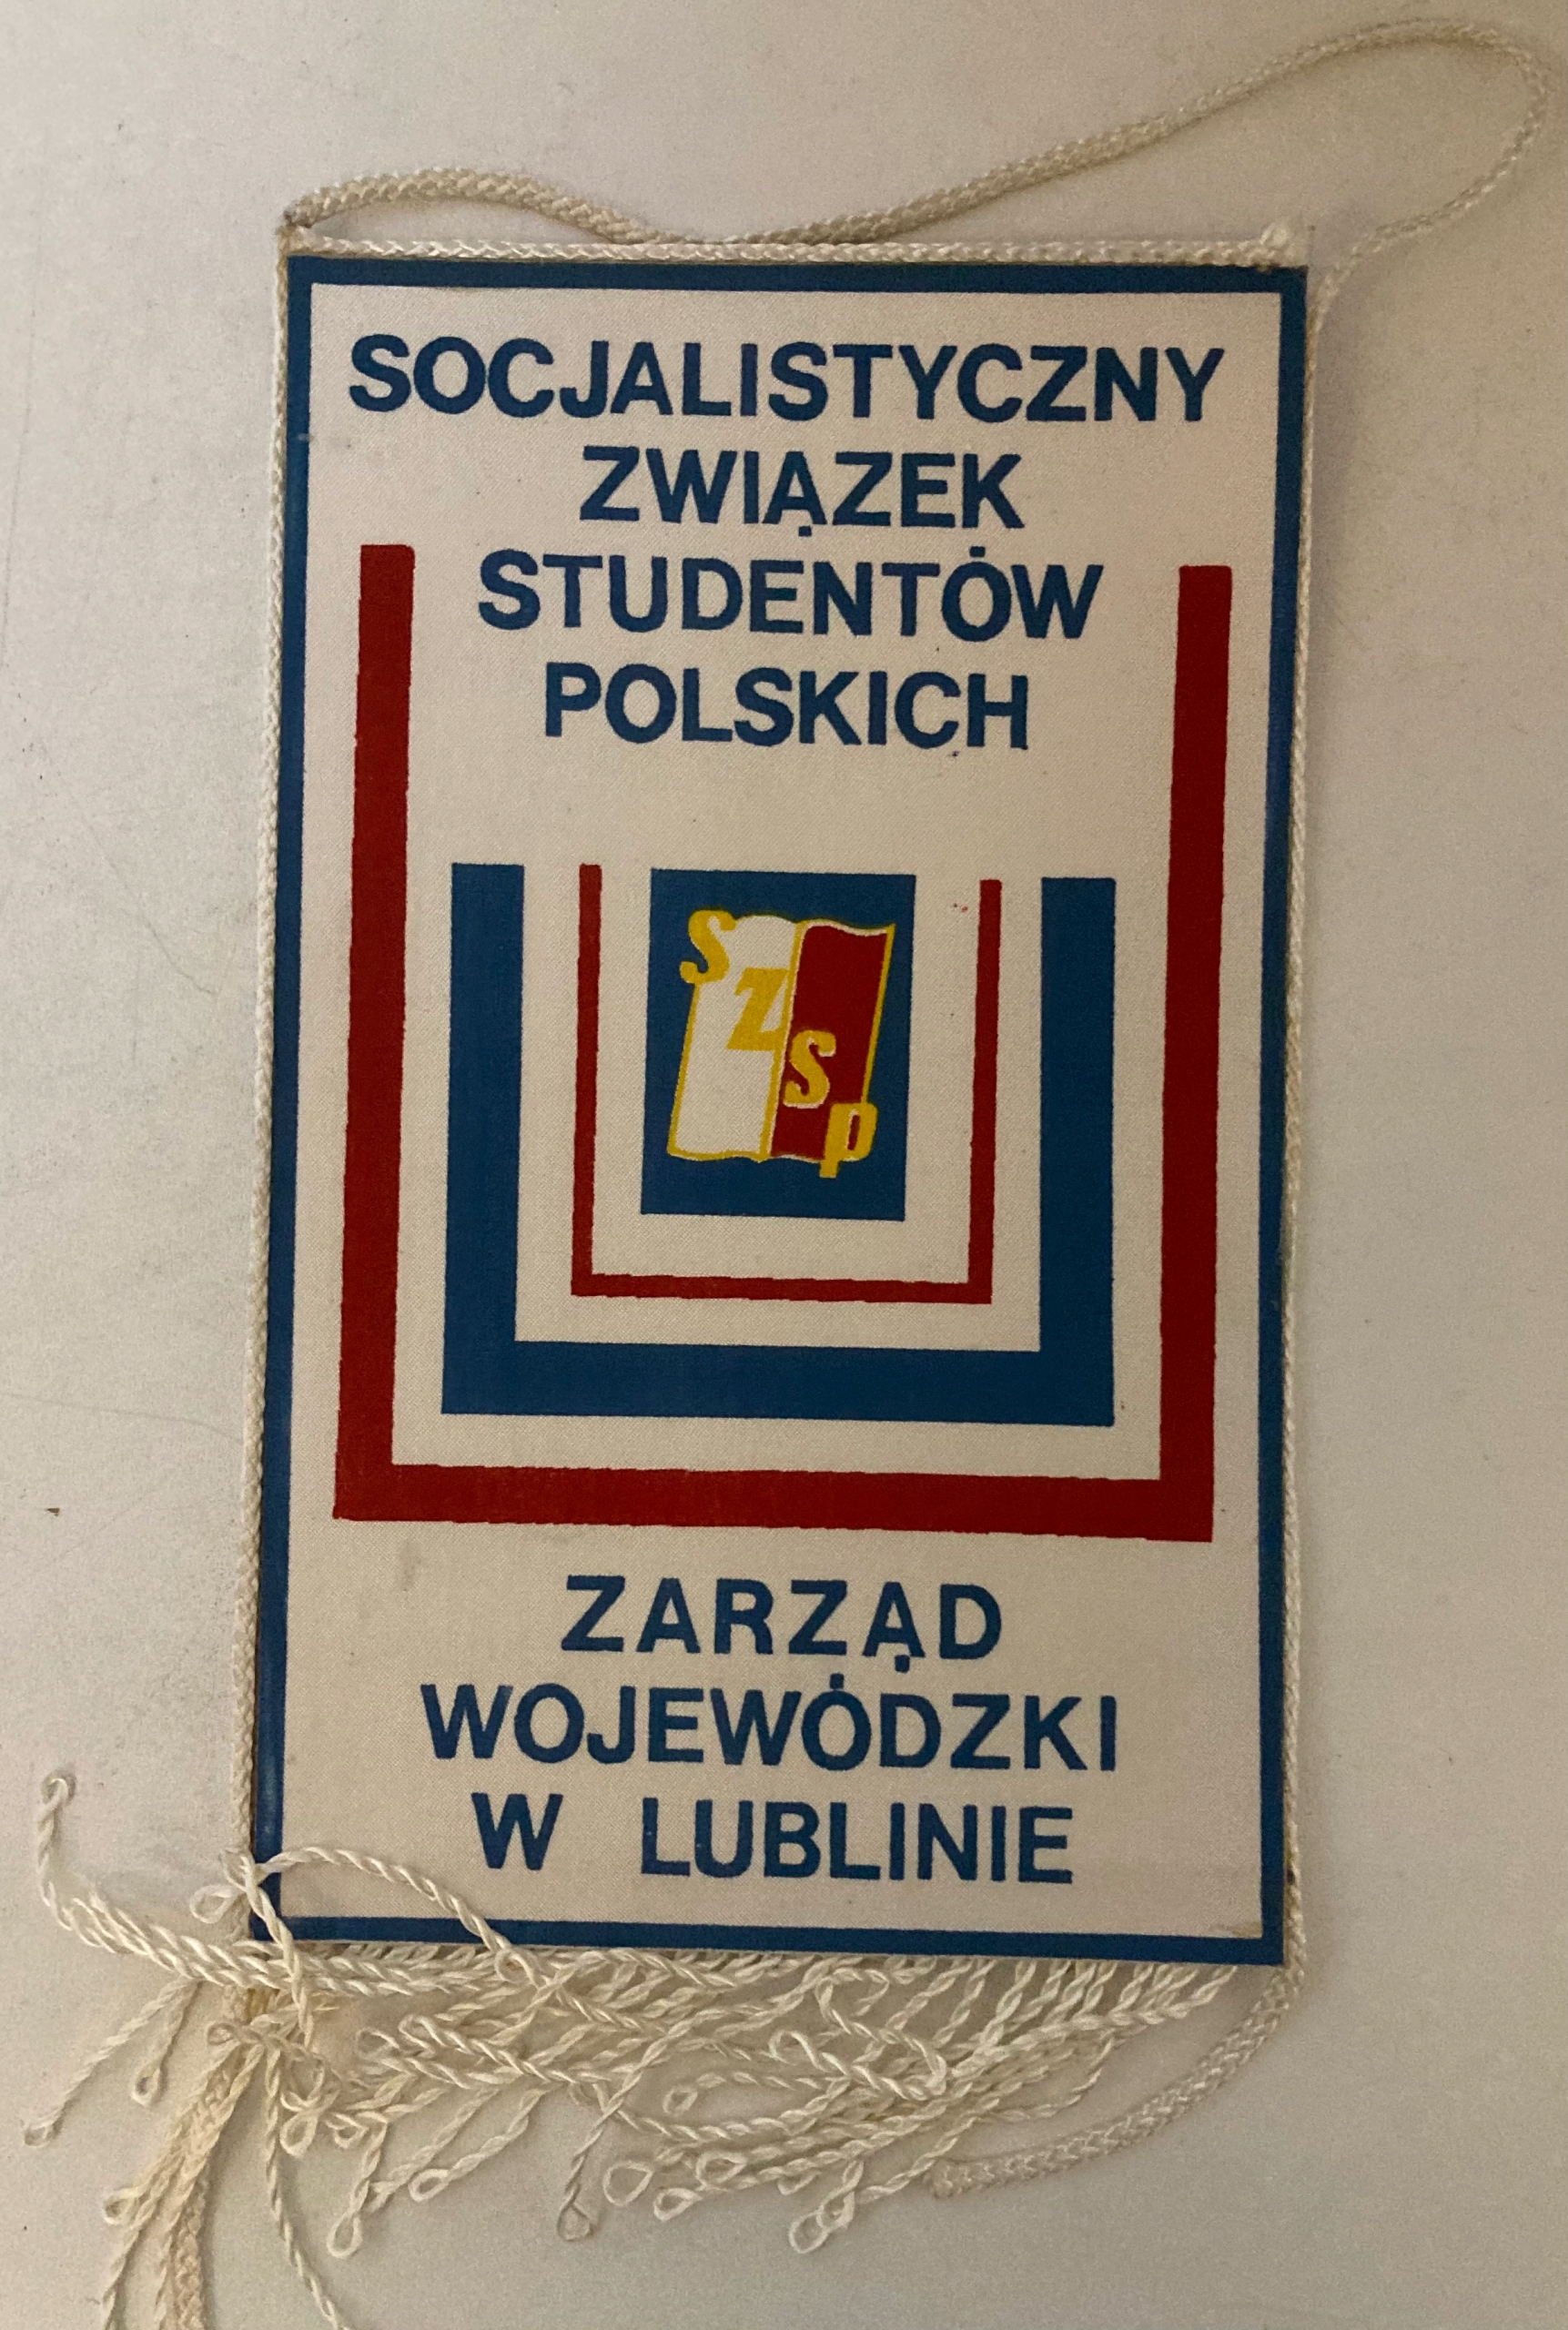 SOCJALISTYCZNY
ZWIĄZEK
STUDENTÓW
POLSKICH
SZSP
ZARZĄD
WOJEWÓDZKI
W LUBLINIE